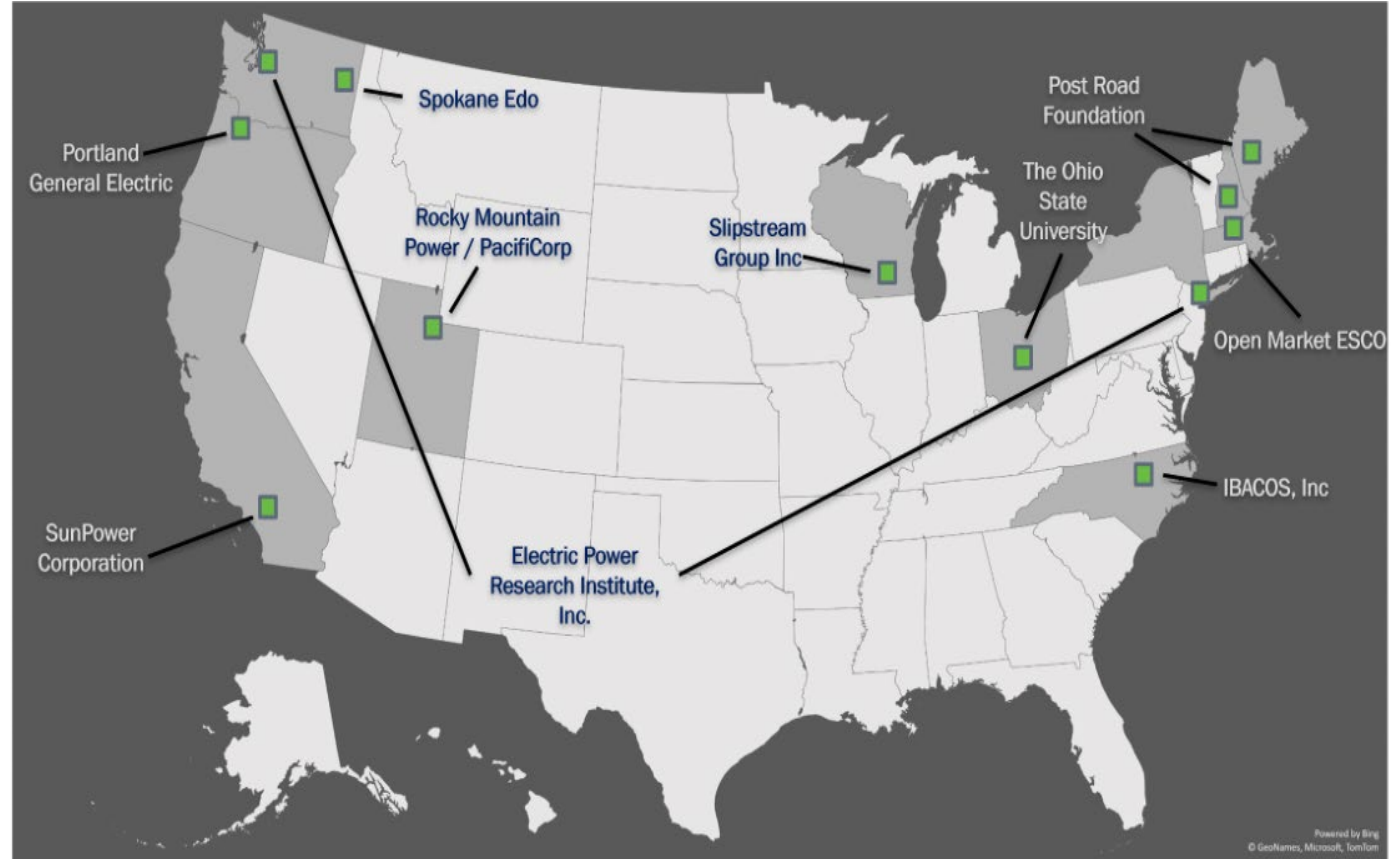 Spokane Edo
Portland
General Electric
Rocky Mountain
Power / PacifiCorp
Slipstream
Group Inc
The Ohio
State
University
Post Road
Foundation
Open Market ESCO
IBACOS, Inc
SunPower
Corporation
Electric Power
Research Institute,
Inc.
Powered by Bing
© GeoNames, Microsoft, TomTom